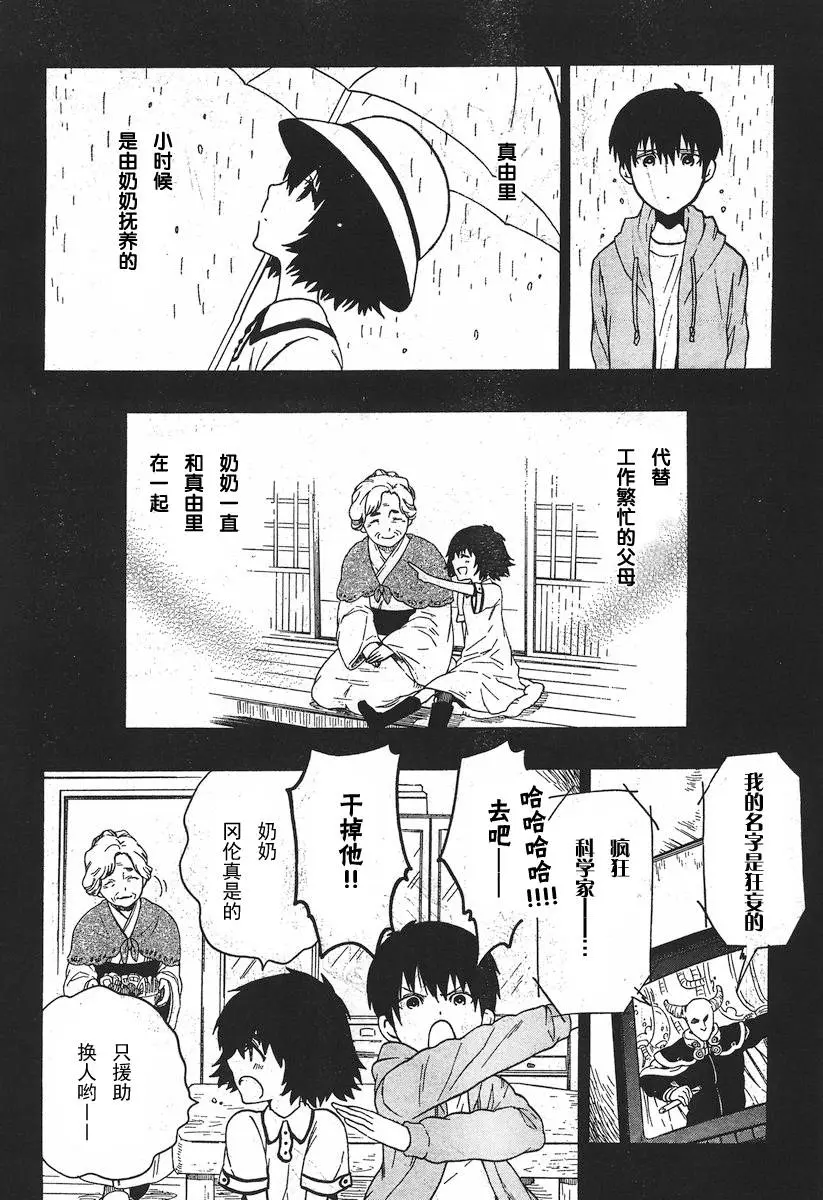 真由里
小时候
是由奶奶抚养的
代替
工作繁忙的父母
奶奶一直
和真由里
在一起
我的名字是狂妄的
疯狂
科学家——…
哈哈哈哈!!!!
去吧——
干掉他!!
奶奶
冈伦真是的
只援助
换人哟——